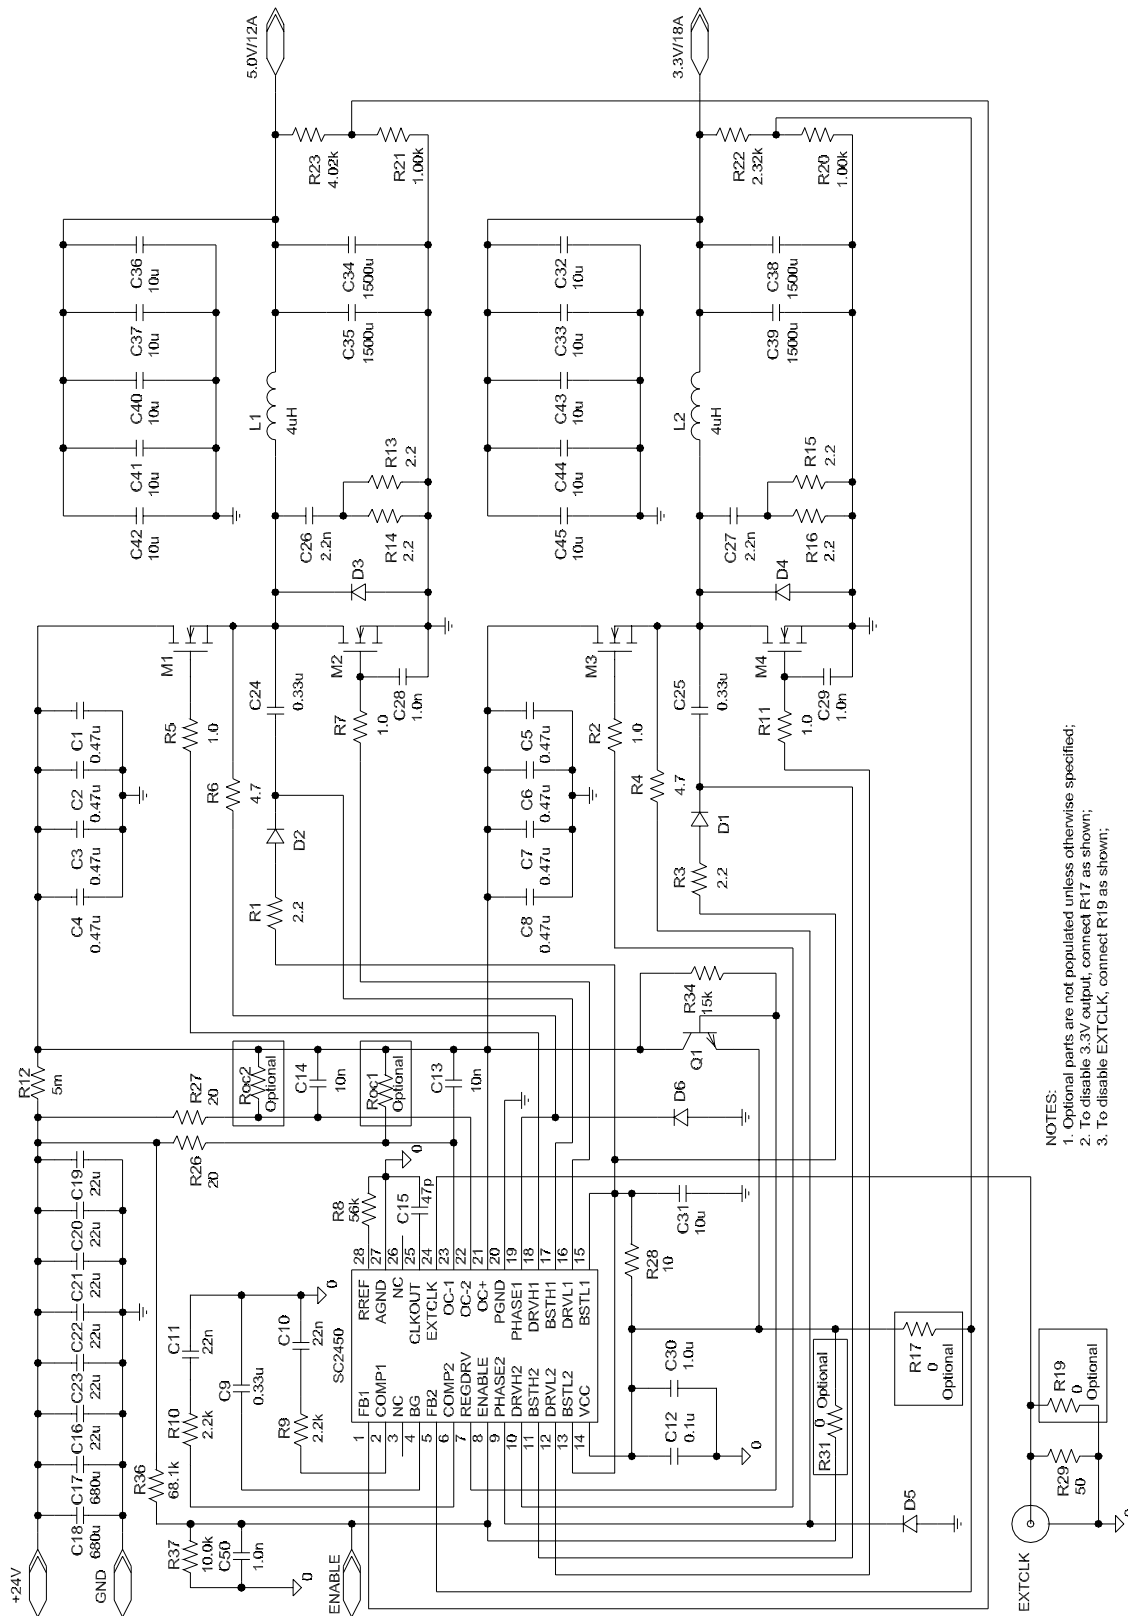 5.0V/12A
3.3V/18A
R23
4.02k
R21
1.00k
R22
2.32k
R20
1.00k
C36
10u
C37
10u
C40
10u
C41
10u
C42
10u
C34
1500u
C35
1500u
C32
10u
C33
10u
C43
10u
C44
10u
C45
10u
C38
1500u
C39
1500u
L1
4uH
L2
4uH
R13
2.2
R14
2.2
C26
2.2n
R15
2.2
R16
2.2
C27
2.2n
D3
D4
M1
M2
M3
M4
C24
0.33u
C28
1.0n
C25
0.33u
C29
1.0n
R5
1.0
R7
1.0
R2
1.0
R11
1.0
R6
4.7
R4
4.7
C1
0.47u
C2
0.47u
C3
0.47u
C4
0.47u
C5
0.47u
C6
0.47u
C7
0.47u
C8
0.47u
D2
D1
R1
2.2
R3
2.2
R34
15k
Q1
D6
R12
5m
R27
20
R26
20
Roc2
Optional
C14
10n
Roc1
Optional
C13
10n
C19
22u
C20
22u
C21
22u
C22
22u
C23
22u
C16
22u
C17
680u
C18
680u
R8
56k
C15
47p
0
C31
10u
R28
10
SC2450
28
27
26
25
24
23
22
21
20
19
18
17
16
15
RREF
AGND
NC
CLKOUT
EXTCLK
OC-1
OC-2
OC+
PGND
PHASE1
DRVH1
BSTH1
DRVL1
BSTL1
FB1
COMP1
NC
BG
FB2
COMP2
REGDRV
ENABLE
PHASE2
DRVH2
BSTH2
DRVL2
BSTL2
VCC
1
2
3
4
5
6
7
8
9
10
11
12
13
14
C11
22n
C10
22n
0
C9
0.33u
R10
2.2k
R9
2.2k
R36
68.1k
R37
10.0k
C50
1.0n
0
C30
1.0u
C12
0.1u
0
R31
0 Optional
R17
0
Optional
R19
0
Optional
R29
50
0
D5
+24V
GND
ENABLE
EXTCLK
NOTES:
1. Optional parts are not populated unless otherwise specified;
2. To disable 3.3V output, connect R17 as shown;
3. To disable EXTCLK, connect R19 as shown;